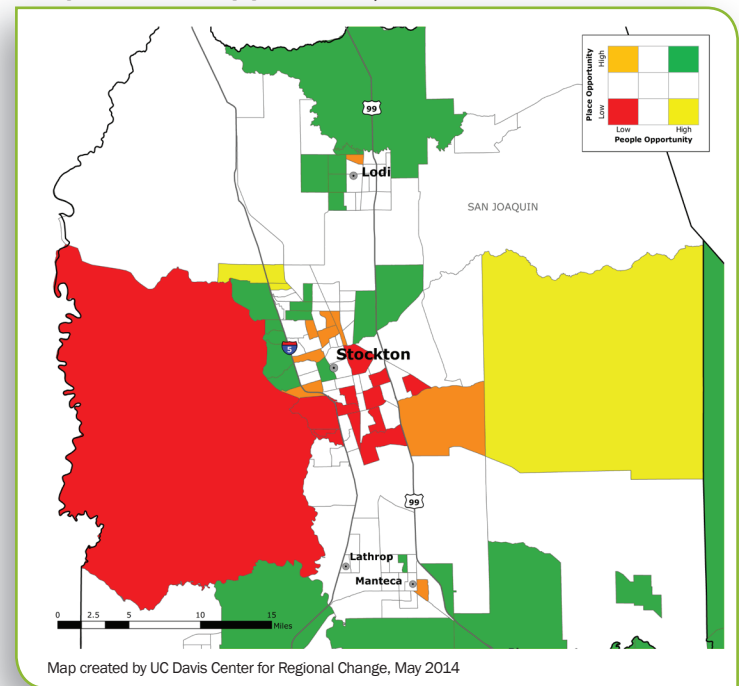 Place Opportunity
High
Low
Low High
People Opportunity
99
Lodi
SAN JOAQUIN
5
Stockton
99
Lathrop
Manteca
0 2.5 5 10 15
Miles
Map created by UC Davis Center for Regional Change, May 2014